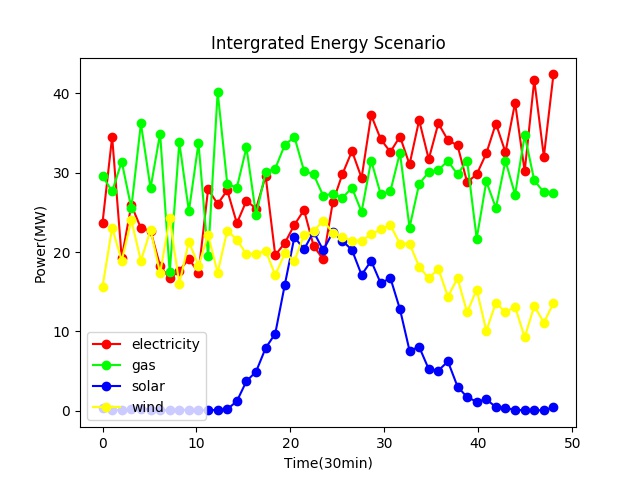 Intergrated Energy Scenario
Power(MW)
40
30
20
10
0
electricity
gas
solar
wind
0 10 20 30 40 50
Time(30min)